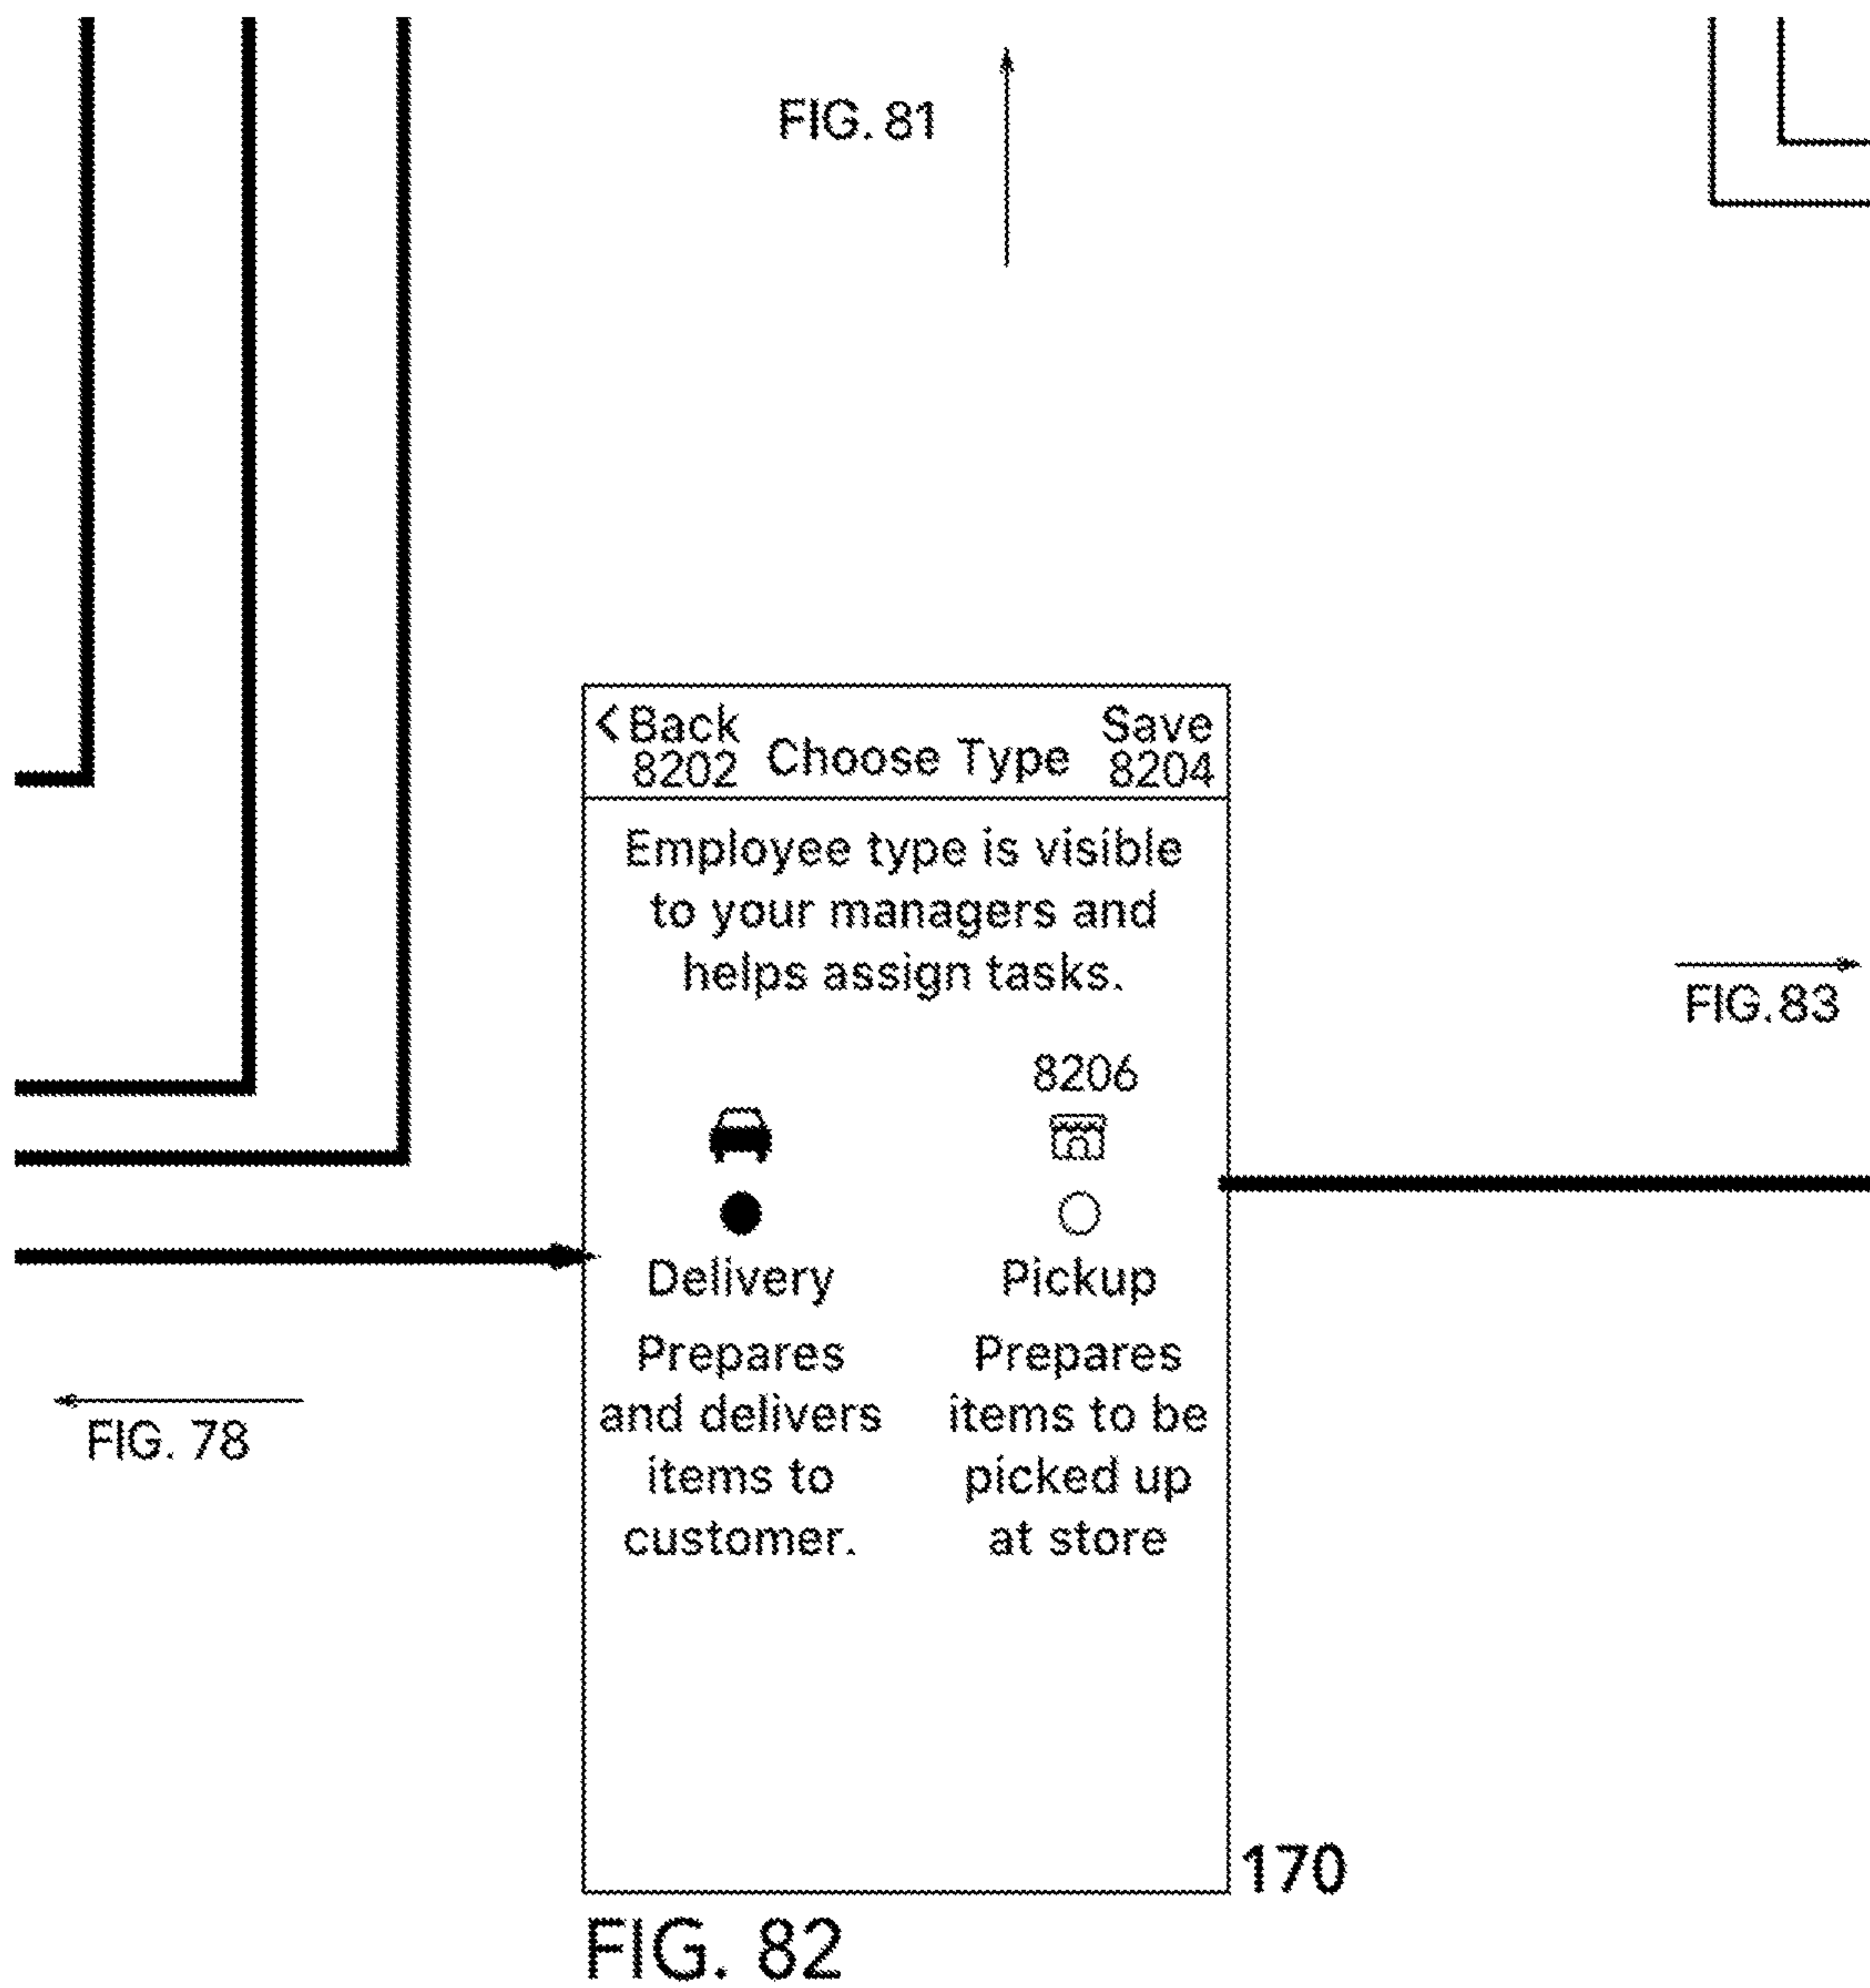 FIG. 81
< Back
8202
Choose Type
Save
8204
Employee type is visible
to your managers and
helps assign tasks.
FIG.83
8206
Delivery
Prepares
and delivers
items to
customer.
Pickup
Prepares
items to be
picked up
at store
FIG. 78
170
FIG. 82